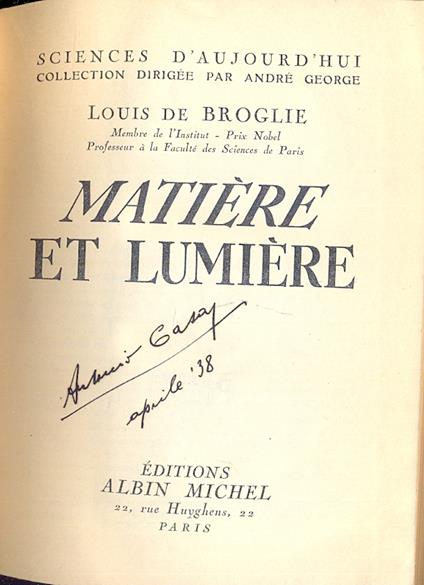 SCIENCES D'AUJOURD'HUI
COLLECTION DIRIGÉE PAR ANDRÉ GEORGE
LOUIS DE BROGLIE
Membre de l'Institut - Prix Nobel
Professeur à la Faculté des Sciences de Paris
MATIÈRE
ET LUMIÈRE
Antonio
aprile '38
ÉDITIONS
ALBIN MICHEL
22, rue Huyghens, 22
PARIS